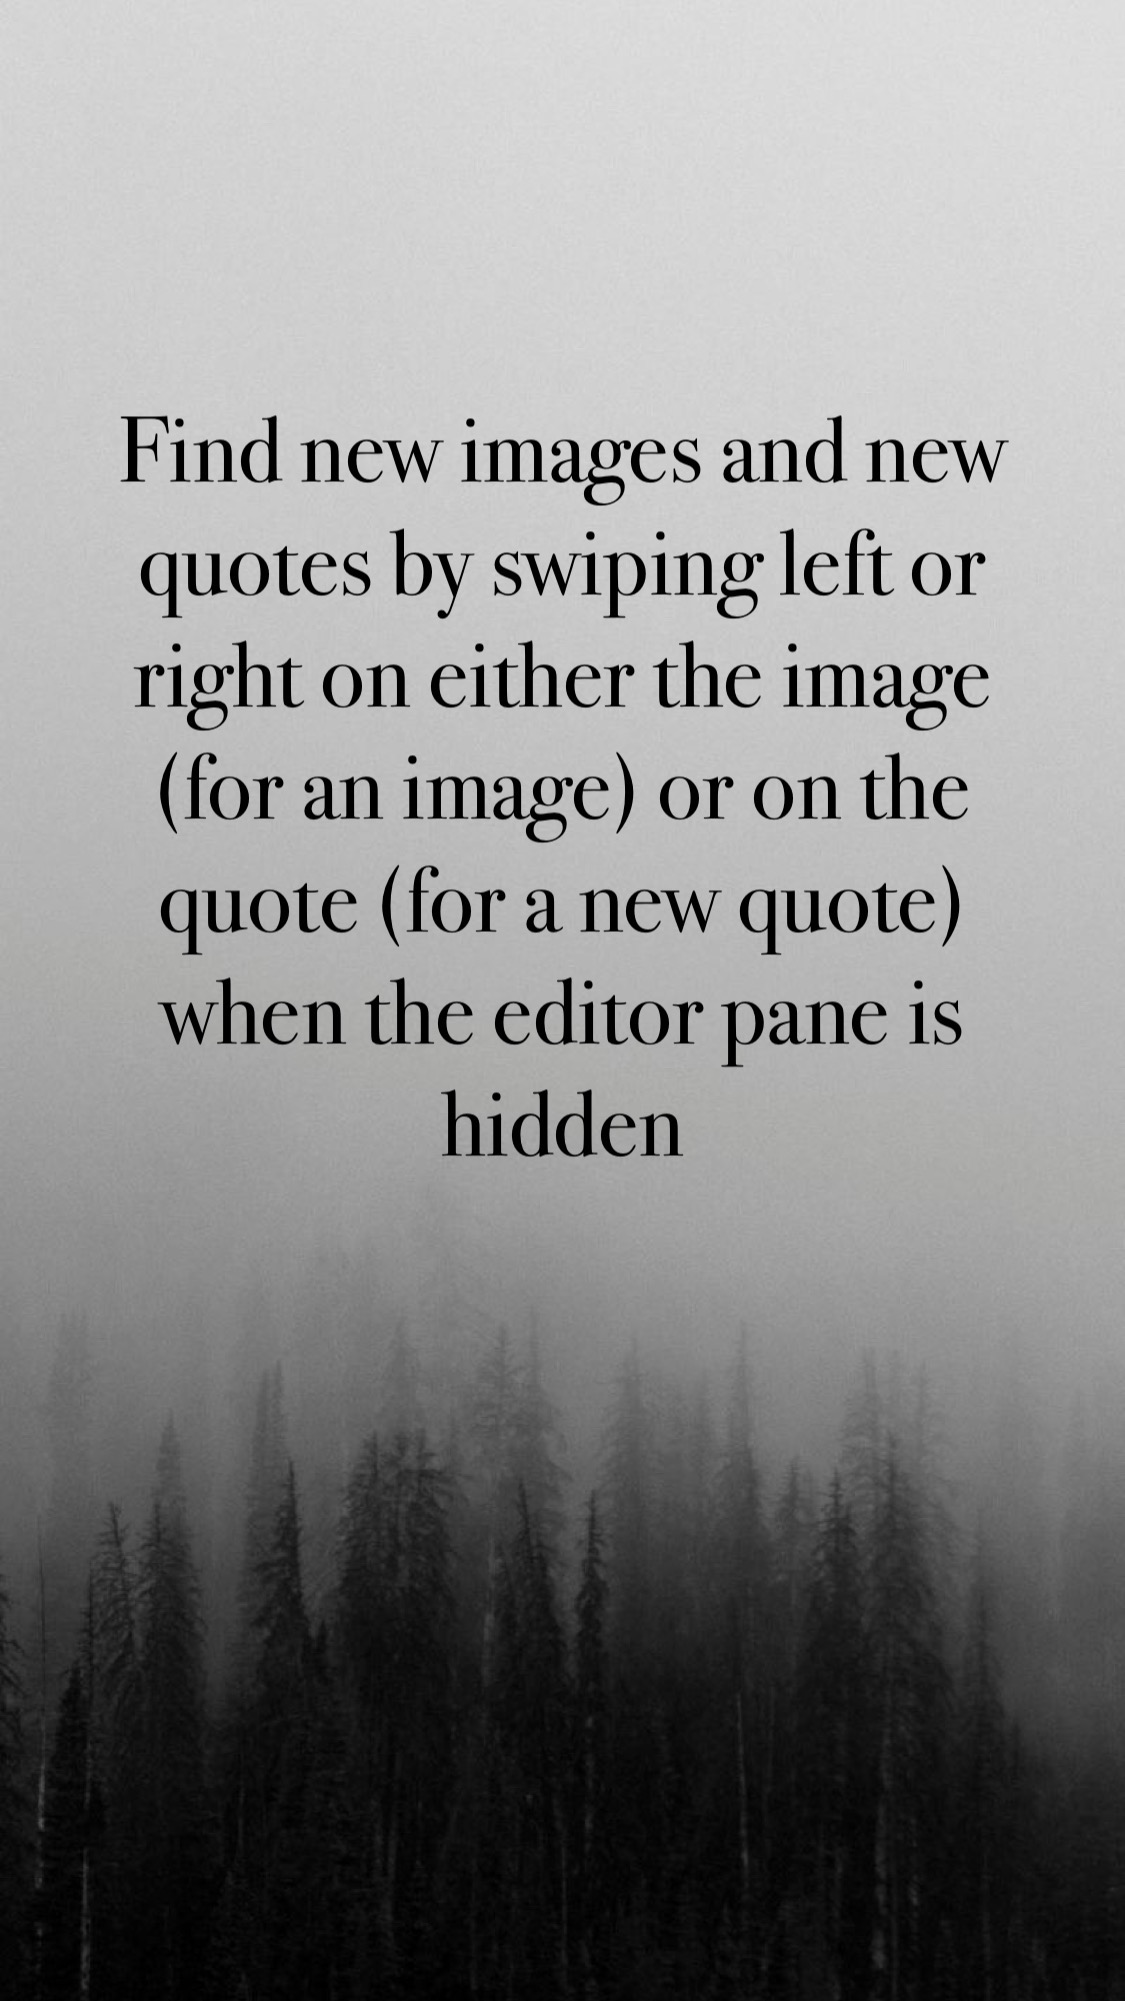 Find new images and new
quotes by swiping left or
right on either the image
(for an image) or on the
quote (for a new quote)
when the editor pane is
hidden